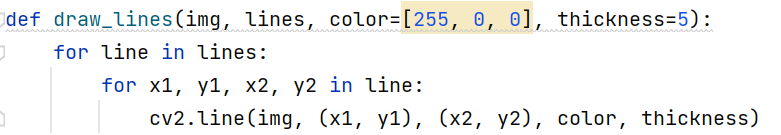 def draw_lines(img, lines, color=[255, 0, 0], thickness=5):
    for line in lines:
        for x1, y1, x2, y2 in line:
            cv2.line(img, (x1, y1), (x2, y2), color, thickness)